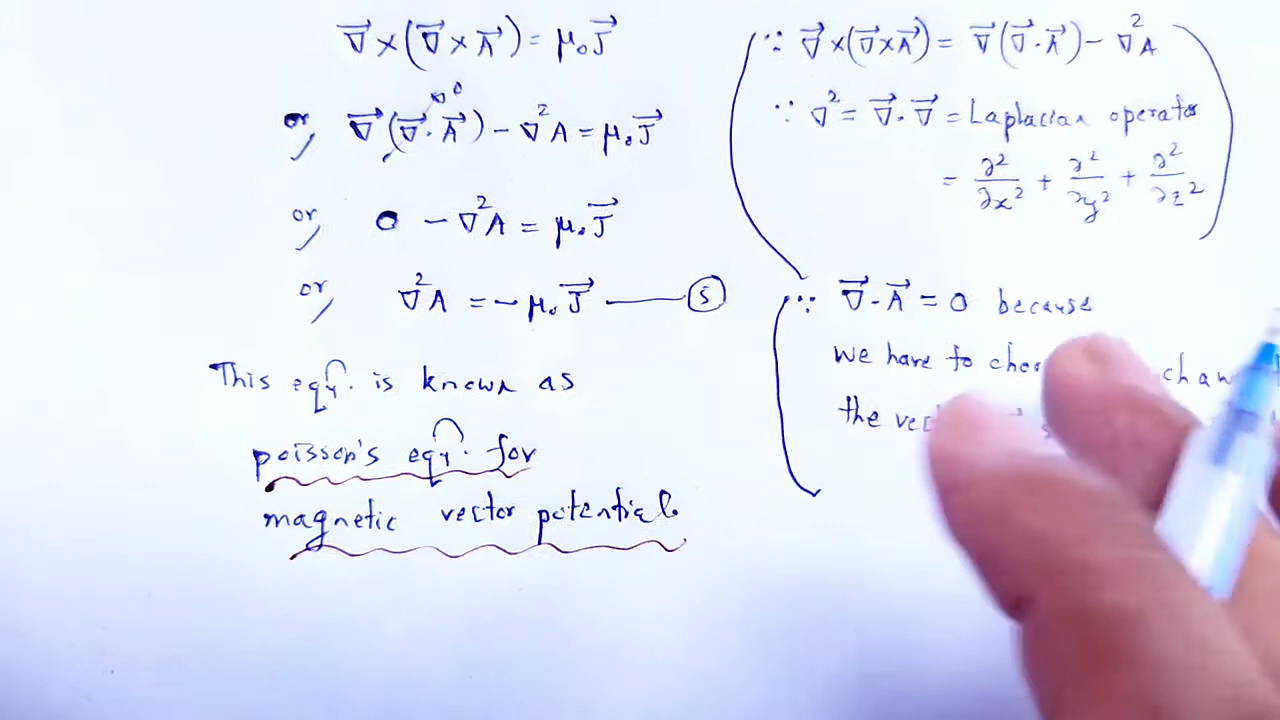 ∇⃗ × (∇⃗ × A⃗) = μ₀J⃗
or, ∇⃗(∇⃗ · A⃗) − ∇²A = μ₀J⃗
or, 0 − ∇²A = μ₀J⃗
or, ∇²A = − μ₀J⃗ —— (5)
This eqn. is known as
poisson's eqn. for
magnetic vector potential
∵ ∇⃗ × (∇⃗ × A⃗) = ∇⃗(∇⃗ · A⃗) − ∇²A
∵ ∇² = ∇⃗ · ∇⃗ = Laplacian operator
= ∂²/∂x² + ∂²/∂y² + ∂²/∂z²
∵ ∇⃗ · A⃗ = 0 because
we have to
the